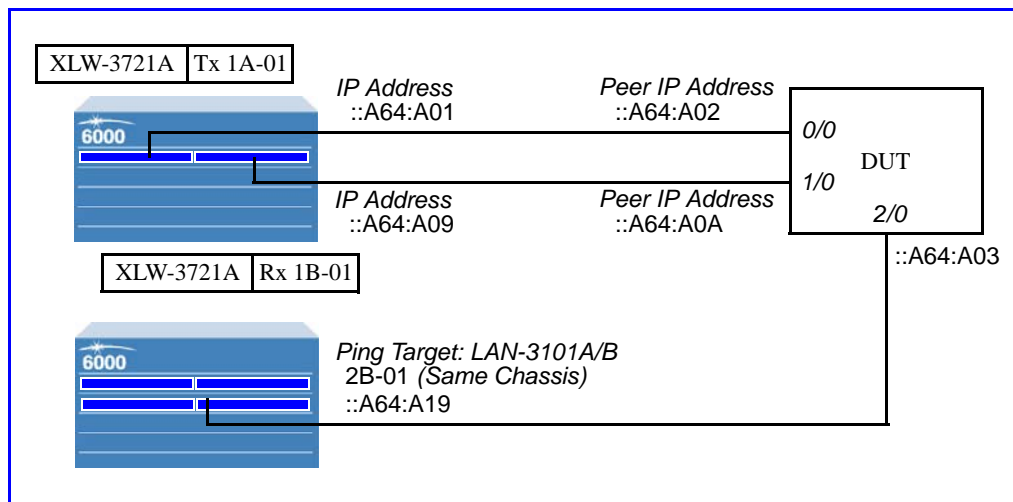 XLW-3721A Tx 1A-01
IP Address
::A64:A01
Peer IP Address
::A64:A02
6000
0/0
DUT
1/0
2/0
IP Address
::A64:A09
Peer IP Address
::A64:A0A
::A64:A03
XLW-3721A Rx 1B-01
6000
Ping Target: LAN-3101A/B
2B-01 (Same Chassis)
::A64:A19